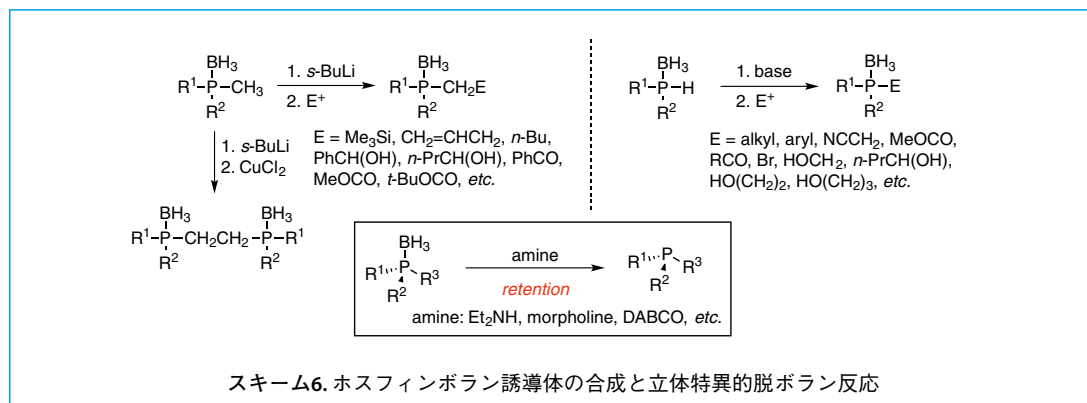 BH3
R1 P CH3
R2
1. s-BuLi
2. E+
BH3
R1 P CH2E
R2
E = Me3Si, CH2=CHCH2, n-Bu,
PhCH(OH), n-PrCH(OH), PhCO,
MeOCO, t-BuOCO, etc.
1. s-BuLi
2. CuCl2
BH3 BH3
R1 P CH2CH2 P R1
R2 R2
BH3
R1 P H
R2
1. base
2. E+
BH3
R1 P E
R2
E = alkyl, aryl, NCCH2, MeOCO,
RCO, Br, HOCH2, n-PrCH(OH),
HO(CH2)2, HO(CH2)3, etc.
BH3
R1 P R3
R2
amine
retention
R1 P R3
R2
amine: Et2NH, morpholine, DABCO, etc.
スキーム6. ホスフィンボラン誘導体の合成と立体特異的脱ボラン反応